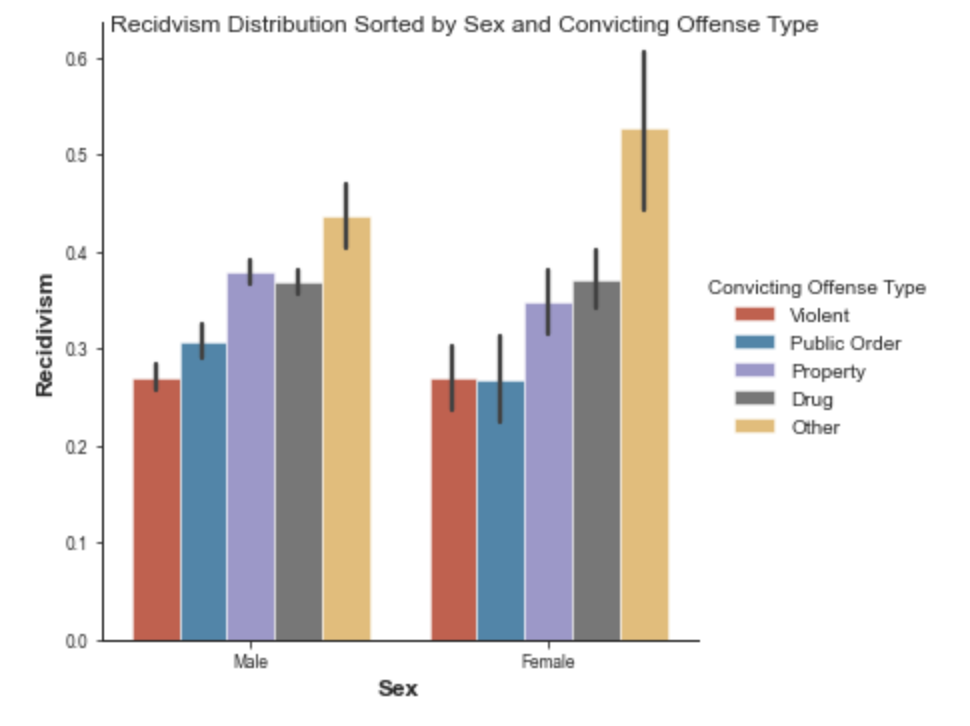 Recidvism Distribution Sorted by Sex and Convicting Offense Type
0.6
0.5
0.4
0.3
0.2
0.1
0.0
Recidivism
Male
Female
Sex
Convicting Offense Type
Violent
Public Order
Property
Drug
Other